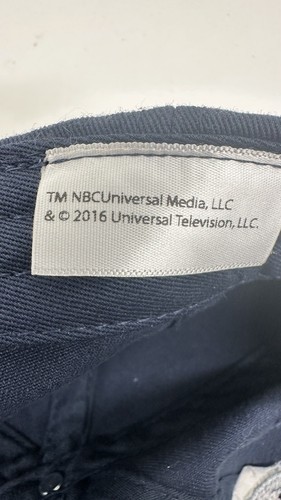 TM NBCUniversal Media, LLC
& © 2016 Universal Television, LLC.